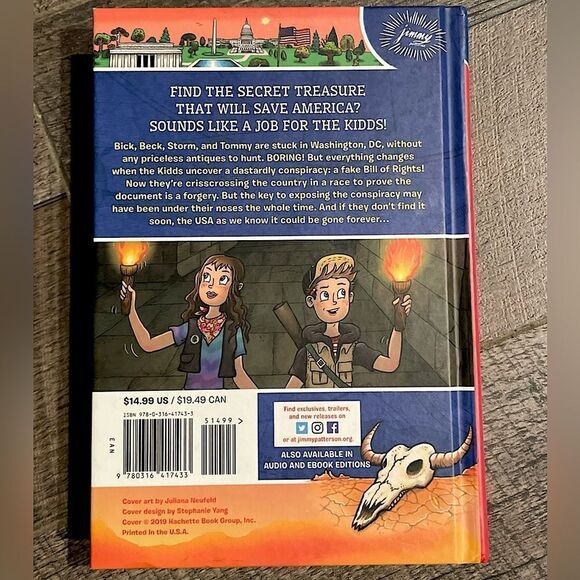 jimmy
FIND THE SECRET TREASURE
THAT WILL SAVE AMERICA?
SOUNDS LIKE A JOB FOR THE KIDDS!
Bick, Beck, Storm, and Tommy are stuck in Washington, DC, without
any priceless antiques to hunt. BORING! But everything changes
when the Kidds uncover a dastardly conspiracy: a fake Bill of Rights!
Now they're crisscrossing the country in a race to prove the
document is a forgery. But the key to exposing the conspiracy may
have been under their noses the whole time. And if they don't find it
soon, the USA as we know it could be gone forever...
$14.99 US / $19.49 CAN
ISBN 978-0-316-41743-3
51499 >
EAN
9 780316 417433
Find exclusives, trailers,
and new releases on
or at jimmypatterson.org.
ALSO AVAILABLE IN
AUDIO AND EBOOK EDITIONS
Cover art by Juliana Neufeld
Cover design by Stephanie Yang
Cover © 2019 Hachette Book Group, Inc.
Printed in the U.S.A.